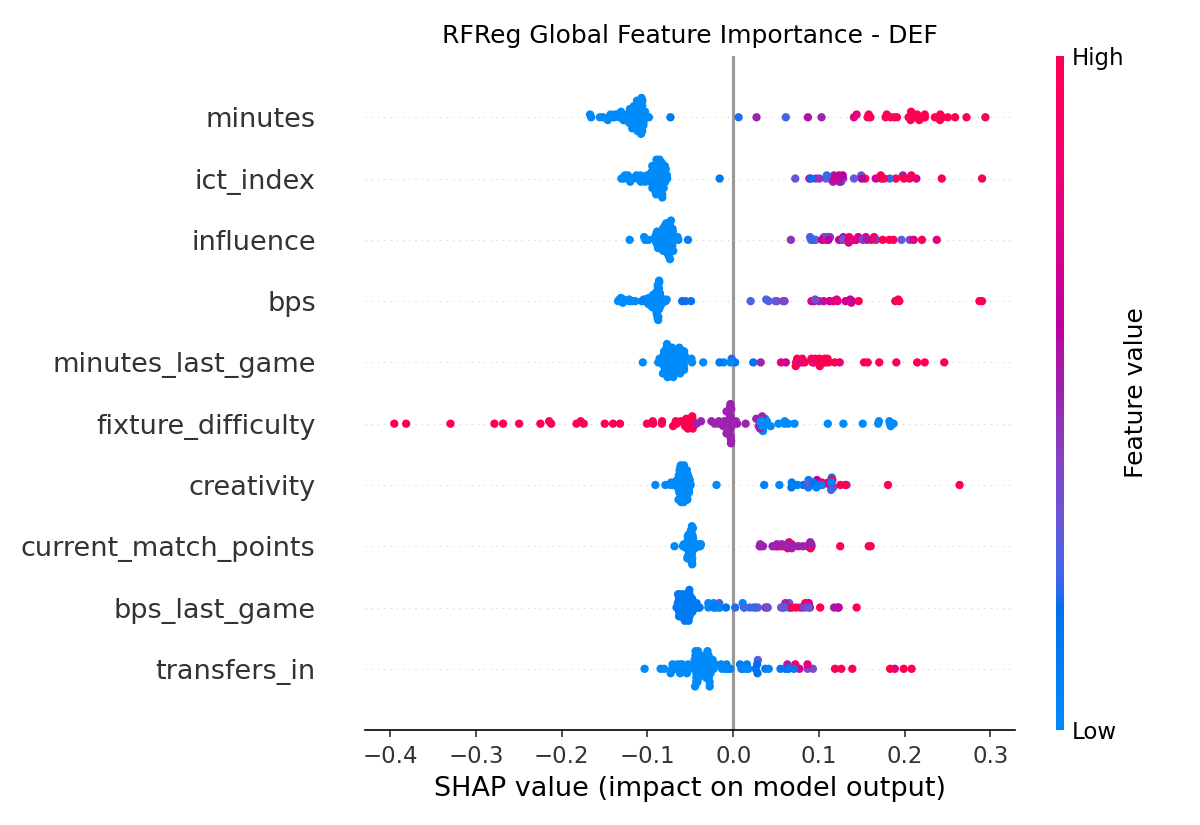 RFReg Global Feature Importance - DEF
High
minutes
ict_index
influence
bps
minutes_last_game
fixture_difficulty
creativity
current_match_points
bps_last_game
transfers_in
Feature value
Low
−0.4 −0.3 −0.2 −0.1 0.0 0.1 0.2 0.3
SHAP value (impact on model output)